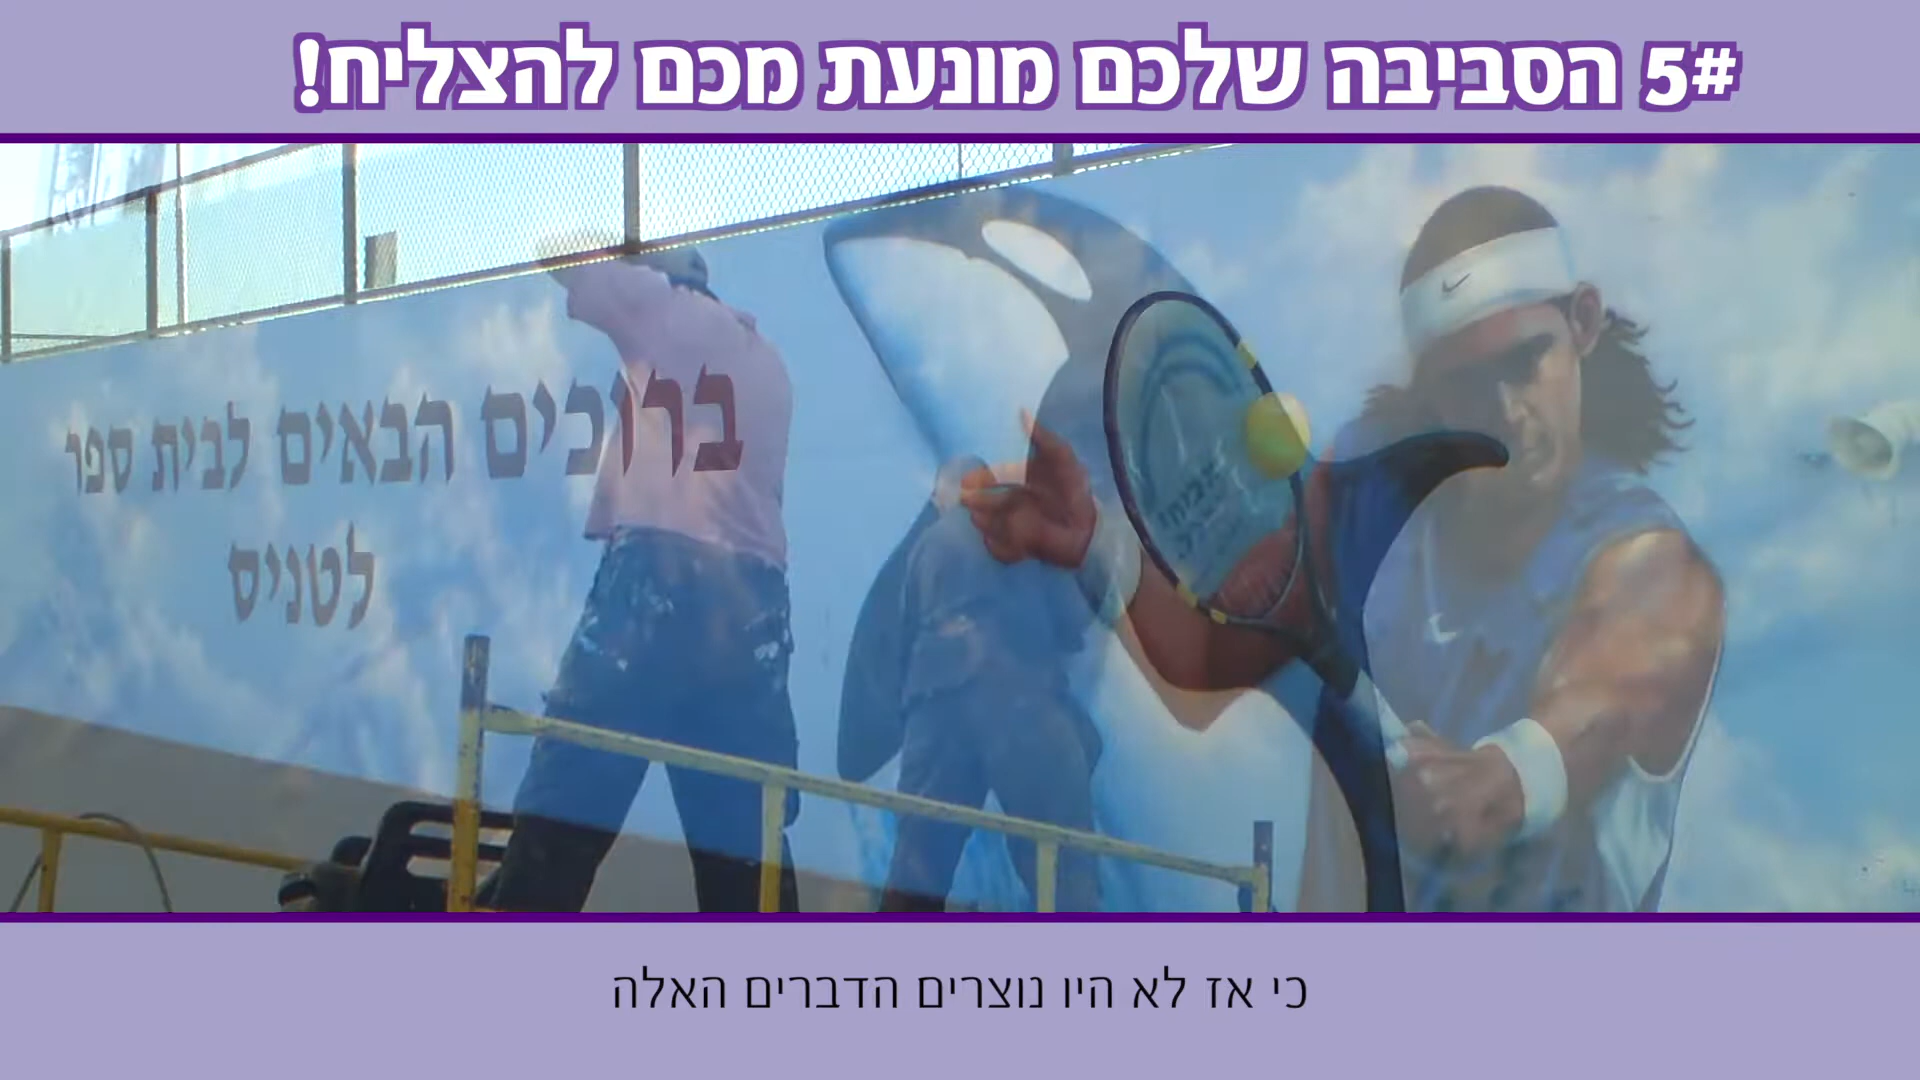 #5 הסביבה שלכם מונעת מכם להצליח!
ברוכים הבאים לבית ספר
לטניס
כי אז לא היו נוצרים הדברים האלה